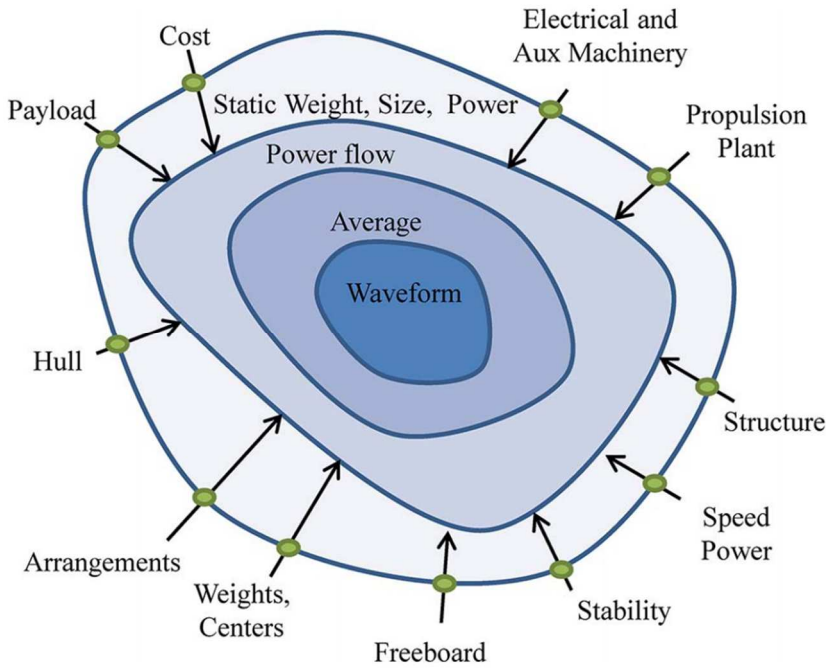 Cost
Electrical and
Aux Machinery
Payload
Static Weight, Size, Power
Propulsion
Plant
Power flow
Average
Waveform
Hull
Structure
Speed
Power
Arrangements
Weights,
Centers
Stability
Freeboard